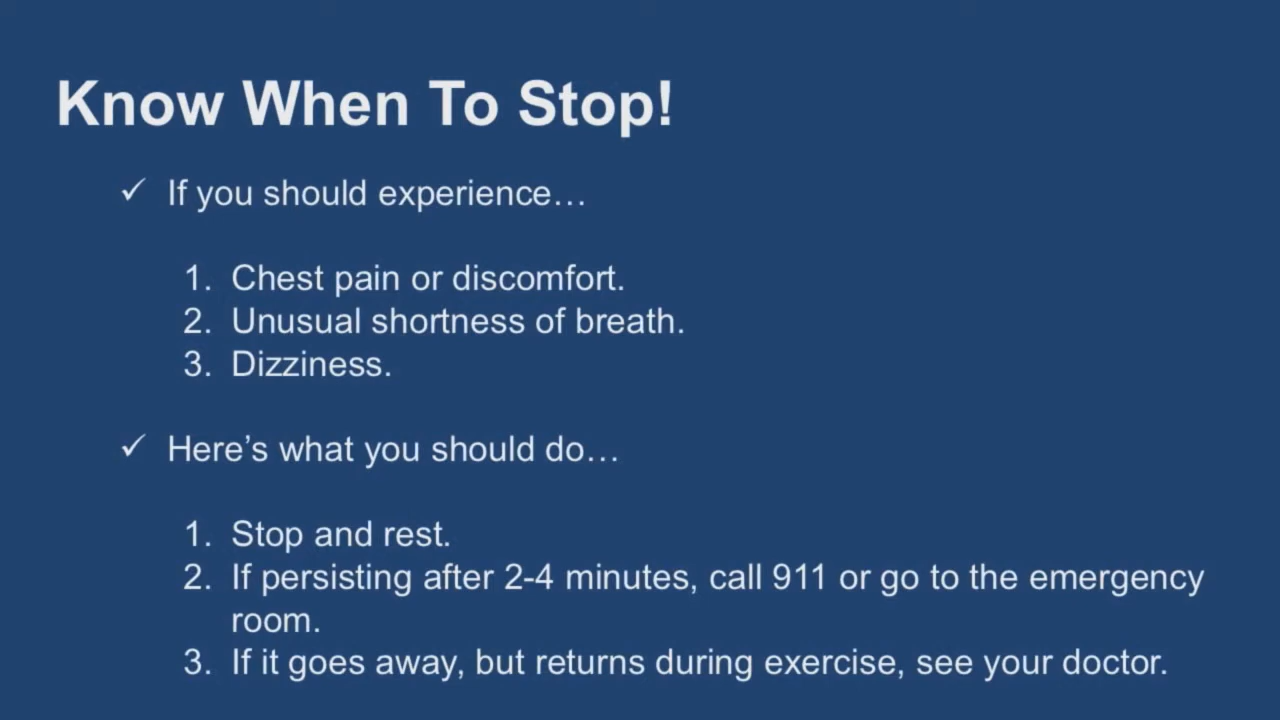 Know When To Stop!
✓ If you should experience…
1. Chest pain or discomfort.
2. Unusual shortness of breath.
3. Dizziness.
✓ Here’s what you should do…
1. Stop and rest.
2. If persisting after 2-4 minutes, call 911 or go to the emergency
room.
3. If it goes away, but returns during exercise, see your doctor.